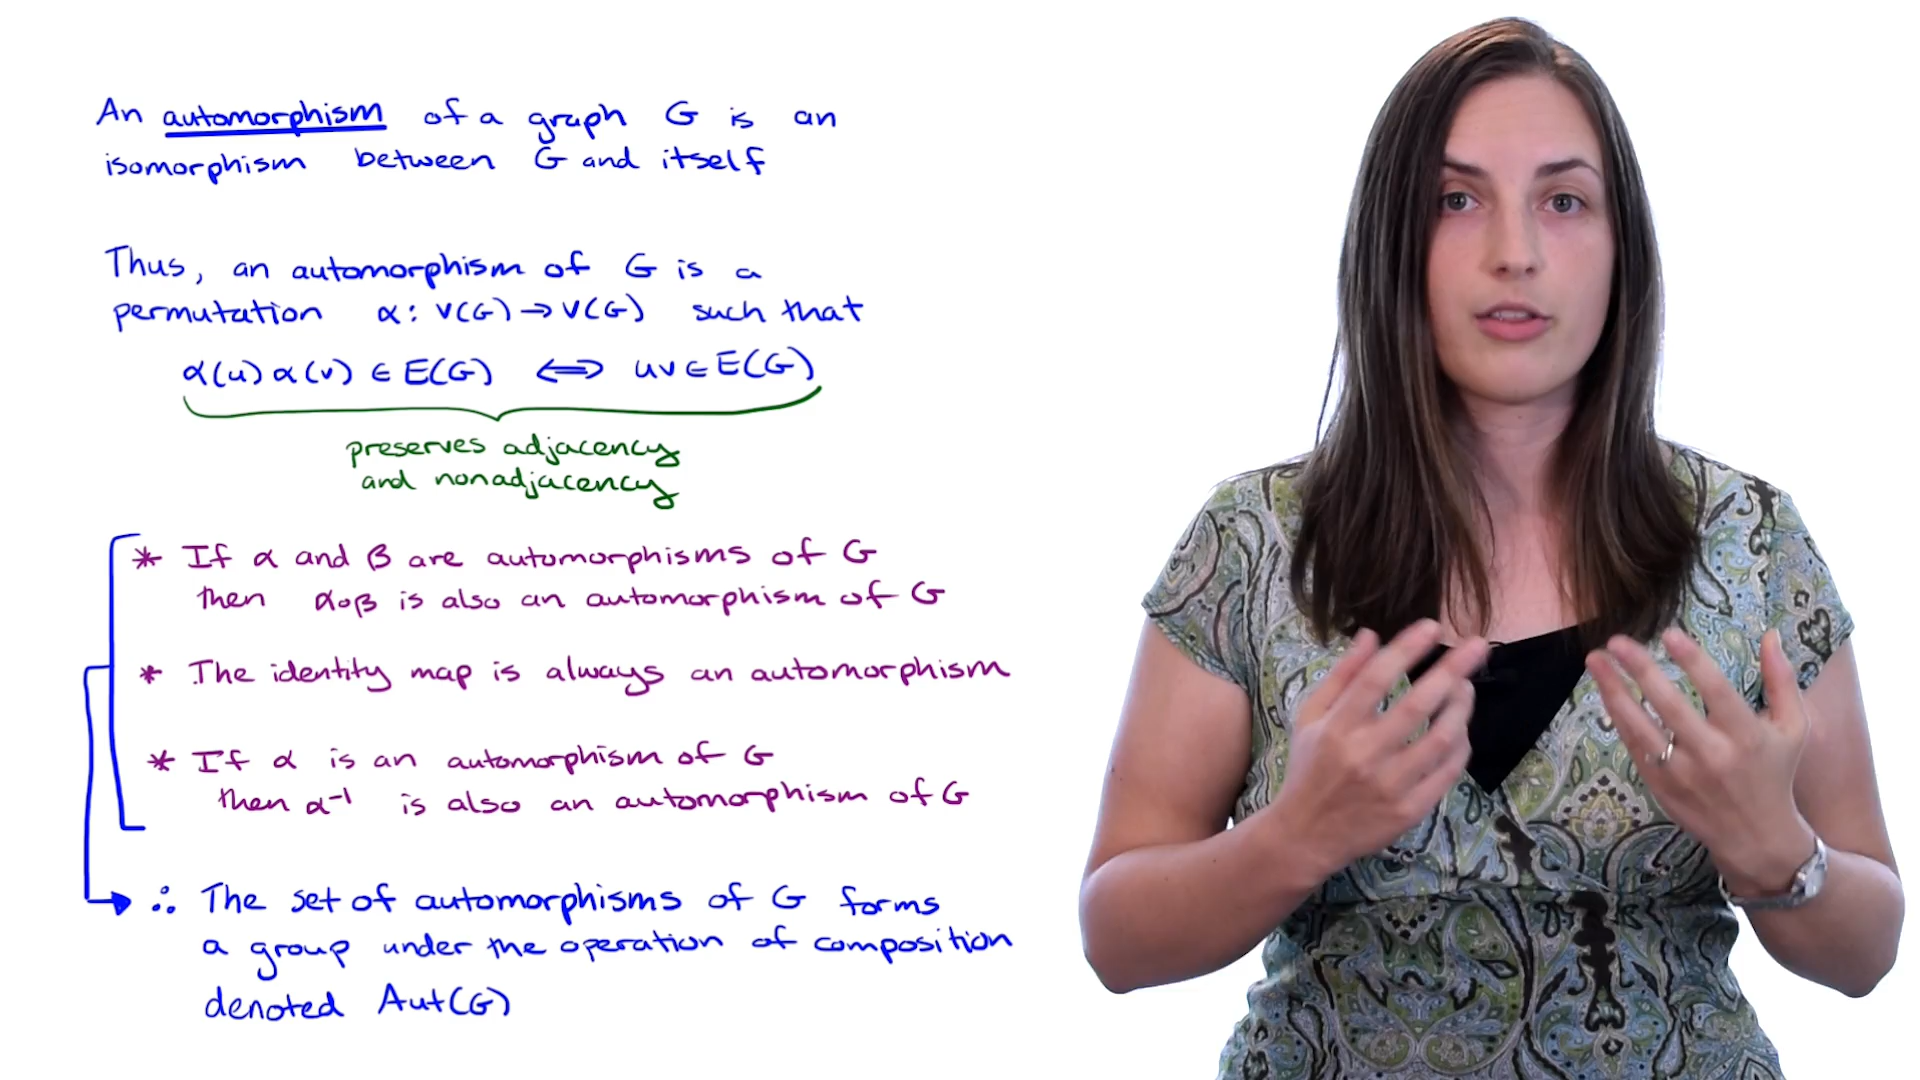 An automorphism of a graph G is an
isomorphism between G and itself
Thus, an automorphism of G is a
permutation α: V(G) → V(G) such that
α(u) α(v) ∈ E(G) ⟺ uv ∈ E(G)
preserves adjacency
and nonadjacency
* If α and β are automorphisms of G
then α∘β is also an automorphism of G
* The identity map is always an automorphism
* If α is an automorphism of G
then α⁻¹ is also an automorphism of G
∴ The set of automorphisms of G forms
a group under the operation of composition
denoted Aut(G)